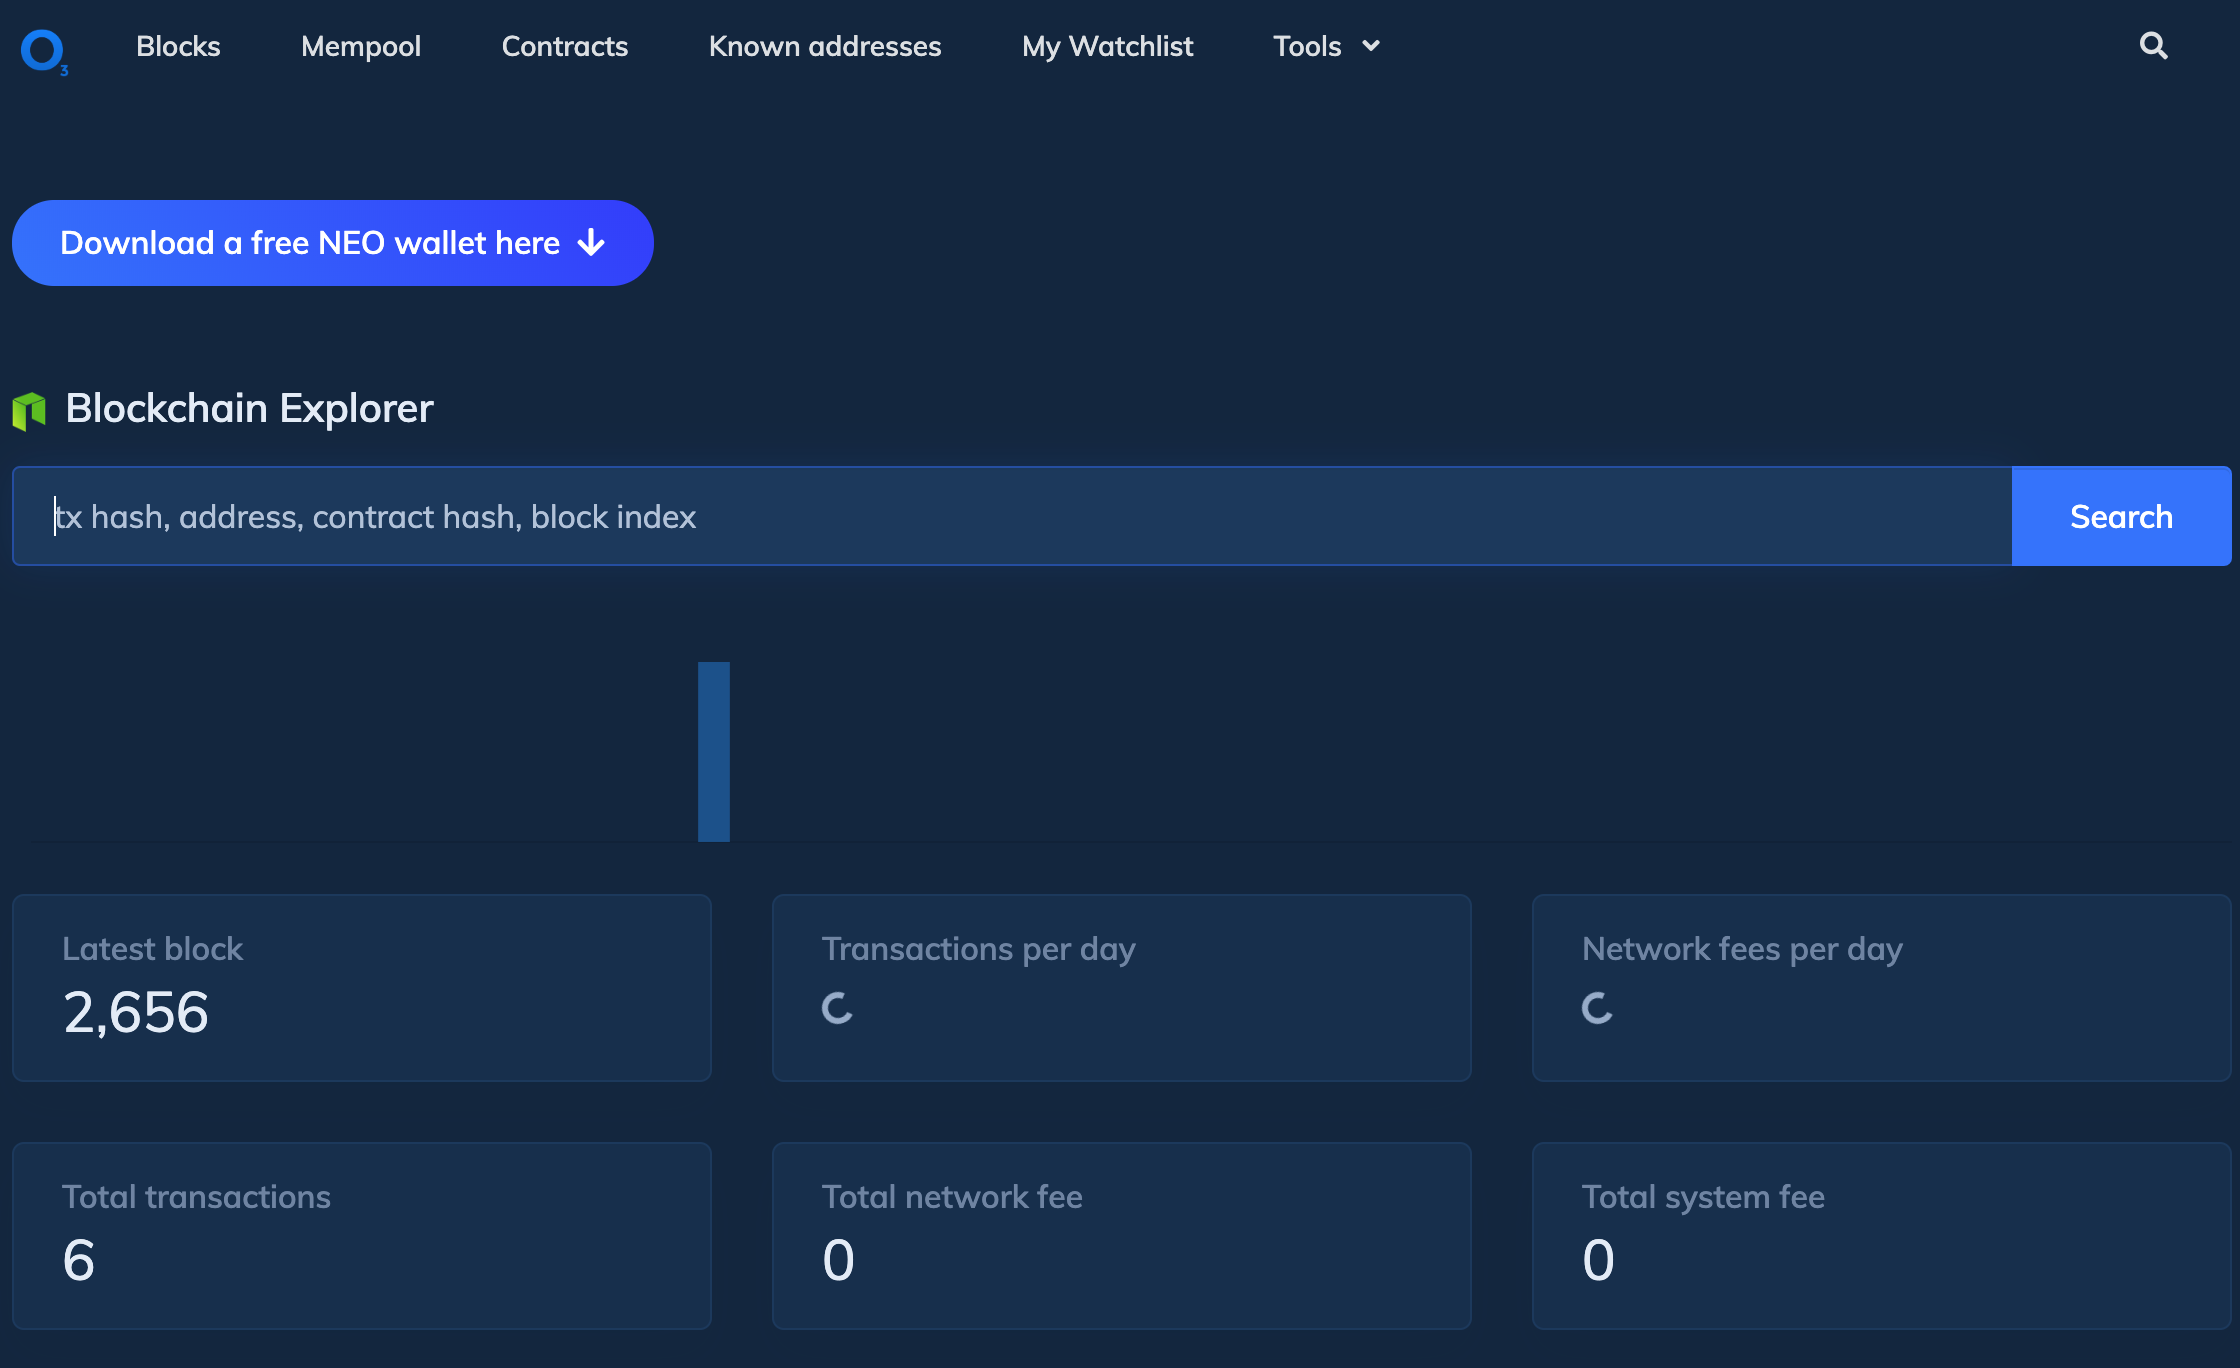 O3
Blocks Mempool Contracts Known addresses My Watchlist Tools
Download a free NEO wallet here
Blockchain Explorer
tx hash, address, contract hash, block index Search
Latest block Transactions per day Network fees per day
2,656
Total transactions Total network fee Total system fee
6 0 0